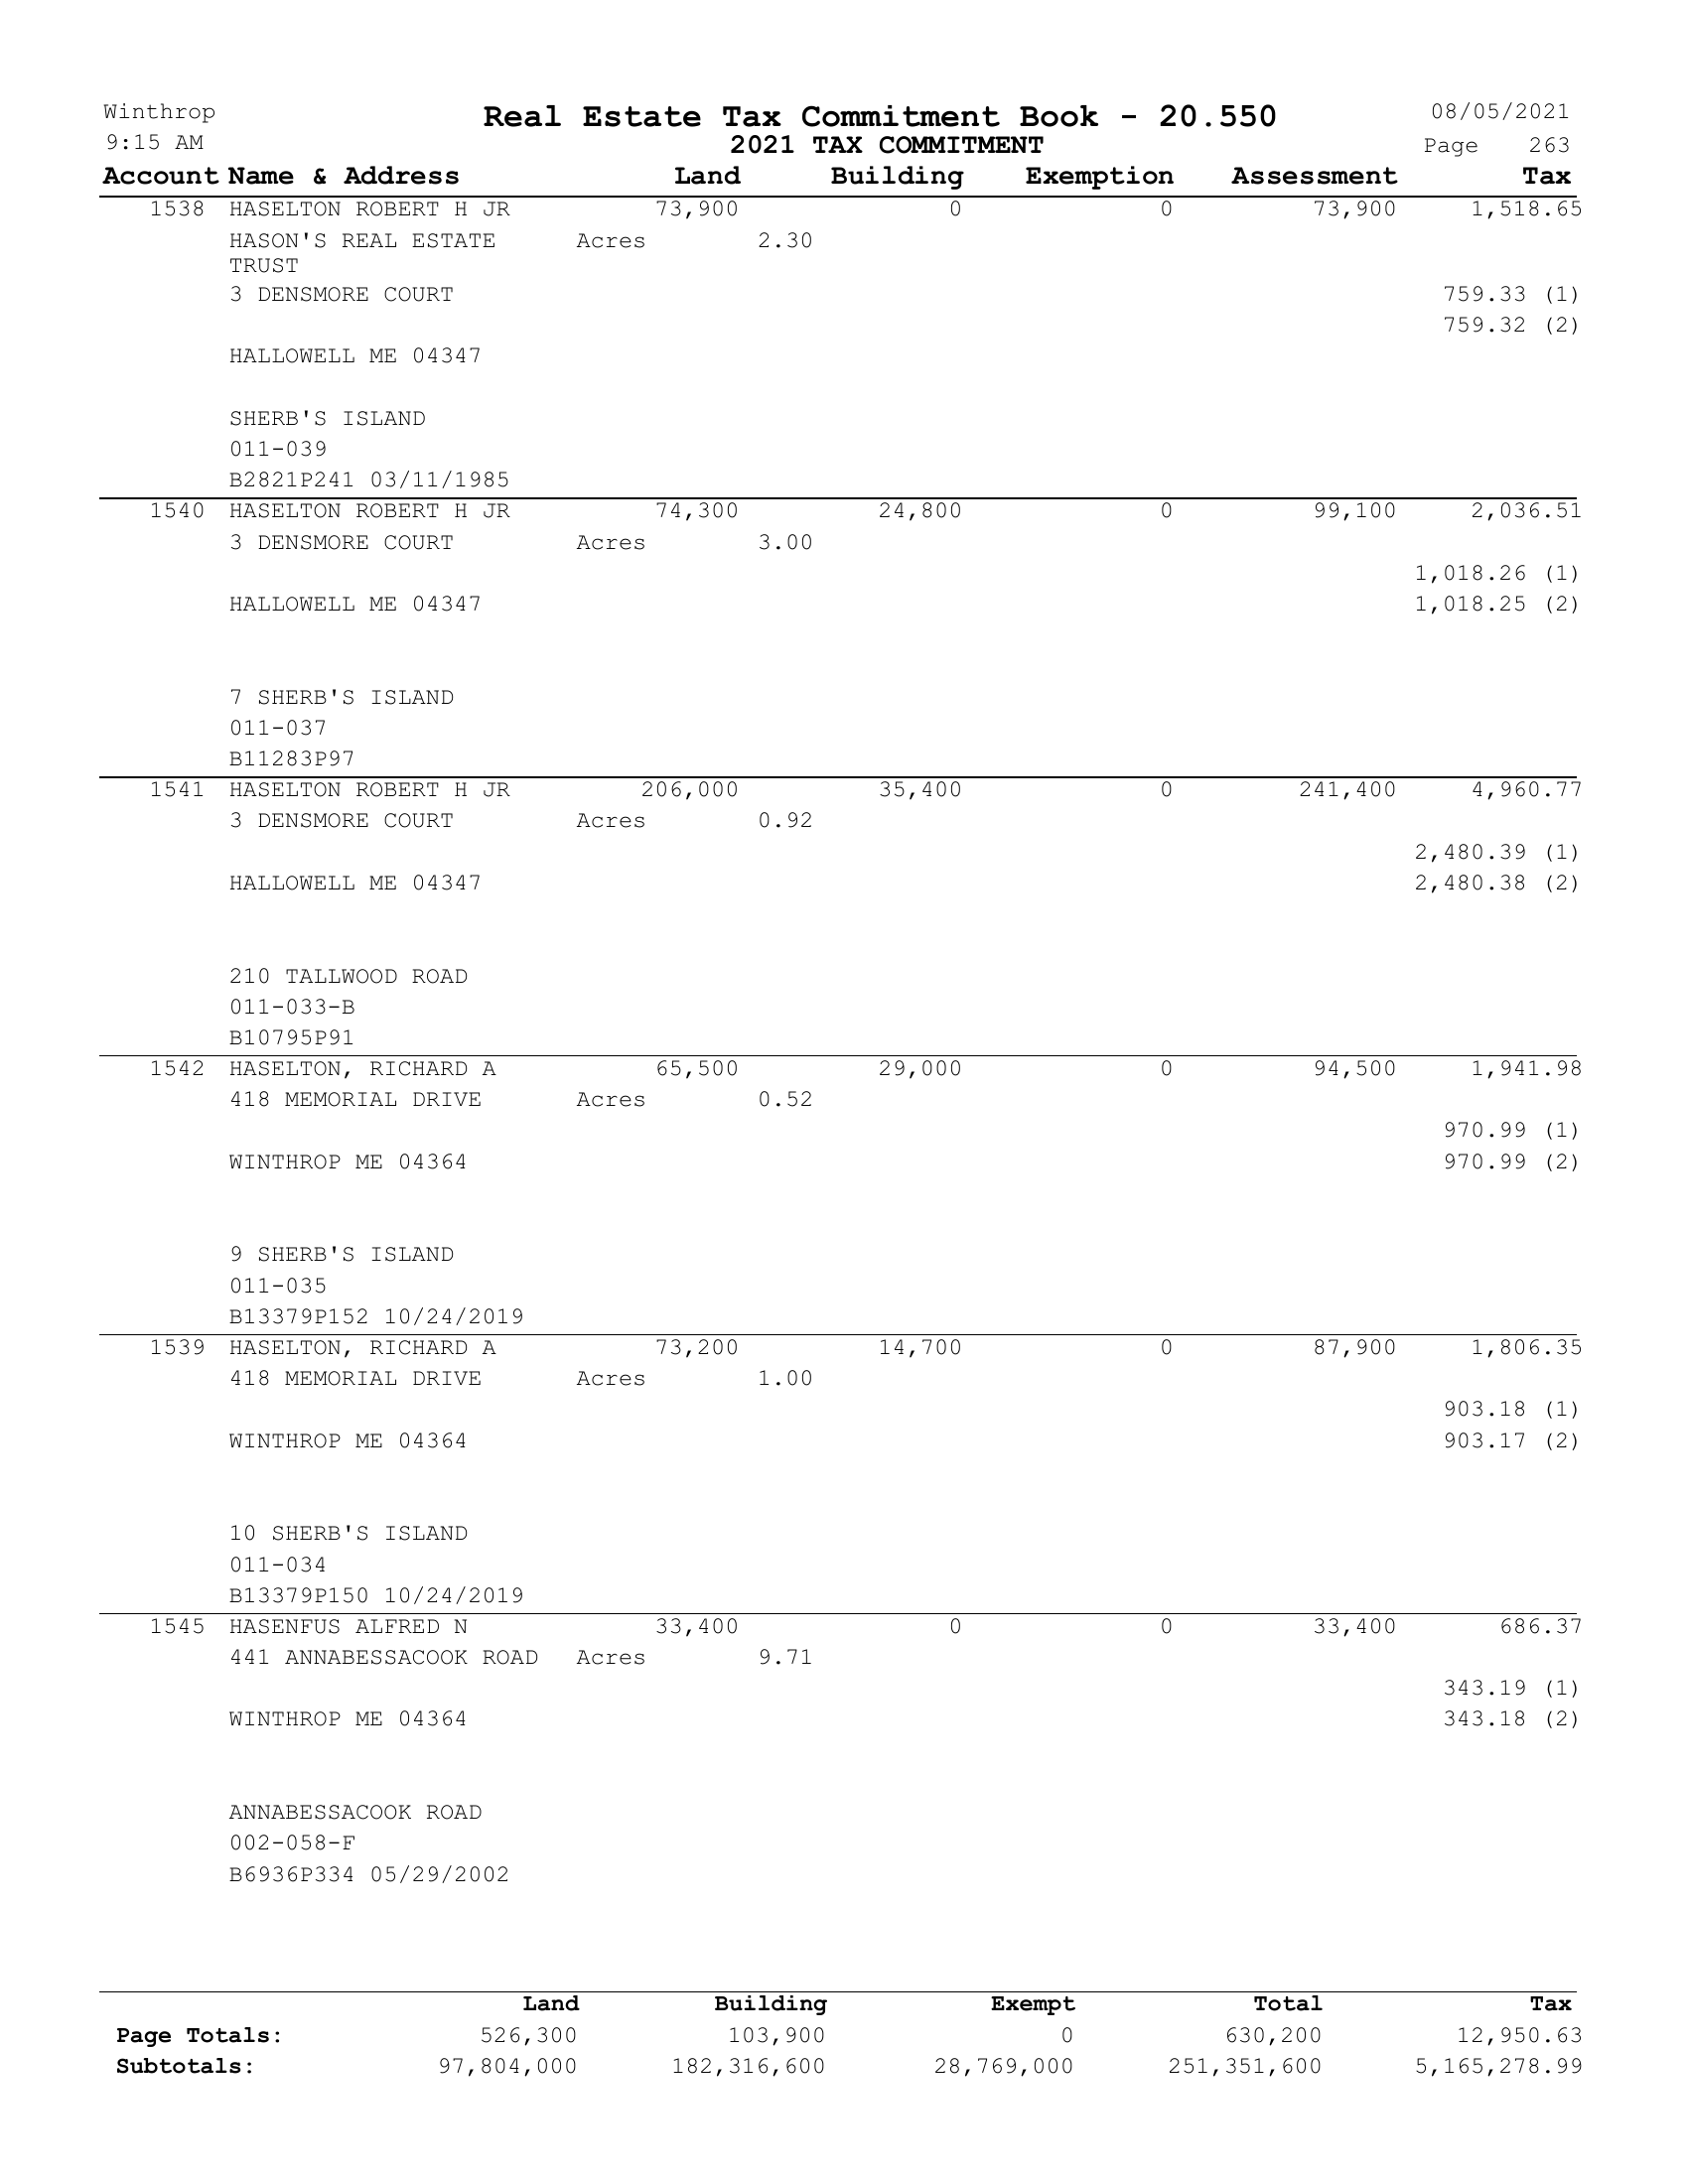 Winthrop Real Estate Tax Commitment Book - 20.550 08/05/2021
9:15 AM 2021 TAX COMMITMENT Page 263
Account Name & Address Land Building Exemption Assessment Tax
1538 HASELTON ROBERT H JR 73,900 0 0 73,900 1,518.65
HASON'S REAL ESTATE Acres 2.30
TRUST
3 DENSMORE COURT 759.33 (1)
759.32 (2)
HALLOWELL ME 04347
SHERB'S ISLAND
011-039
B2821P241 03/11/1985
1540 HASELTON ROBERT H JR 74,300 24,800 0 99,100 2,036.51
3 DENSMORE COURT Acres 3.00
1,018.26 (1)
HALLOWELL ME 04347 1,018.25 (2)
7 SHERB'S ISLAND
011-037
B11283P97
1541 HASELTON ROBERT H JR 206,000 35,400 0 241,400 4,960.77
3 DENSMORE COURT Acres 0.92
2,480.39 (1)
HALLOWELL ME 04347 2,480.38 (2)
210 TALLWOOD ROAD
011-033-B
B10795P91
1542 HASELTON, RICHARD A 65,500 29,000 0 94,500 1,941.98
418 MEMORIAL DRIVE Acres 0.52
970.99 (1)
WINTHROP ME 04364 970.99 (2)
9 SHERB'S ISLAND
011-035
B13379P152 10/24/2019
1539 HASELTON, RICHARD A 73,200 14,700 0 87,900 1,806.35
418 MEMORIAL DRIVE Acres 1.00
903.18 (1)
WINTHROP ME 04364 903.17 (2)
10 SHERB'S ISLAND
011-034
B13379P150 10/24/2019
1545 HASENFUS ALFRED N 33,400 0 0 33,400 686.37
441 ANNABESSACOOK ROAD Acres 9.71
343.19 (1)
WINTHROP ME 04364 343.18 (2)
ANNABESSACOOK ROAD
002-058-F
B6936P334 05/29/2002
Land Building Exempt Total Tax
Page Totals: 526,300 103,900 0 630,200 12,950.63
Subtotals: 97,804,000 182,316,600 28,769,000 251,351,600 5,165,278.99